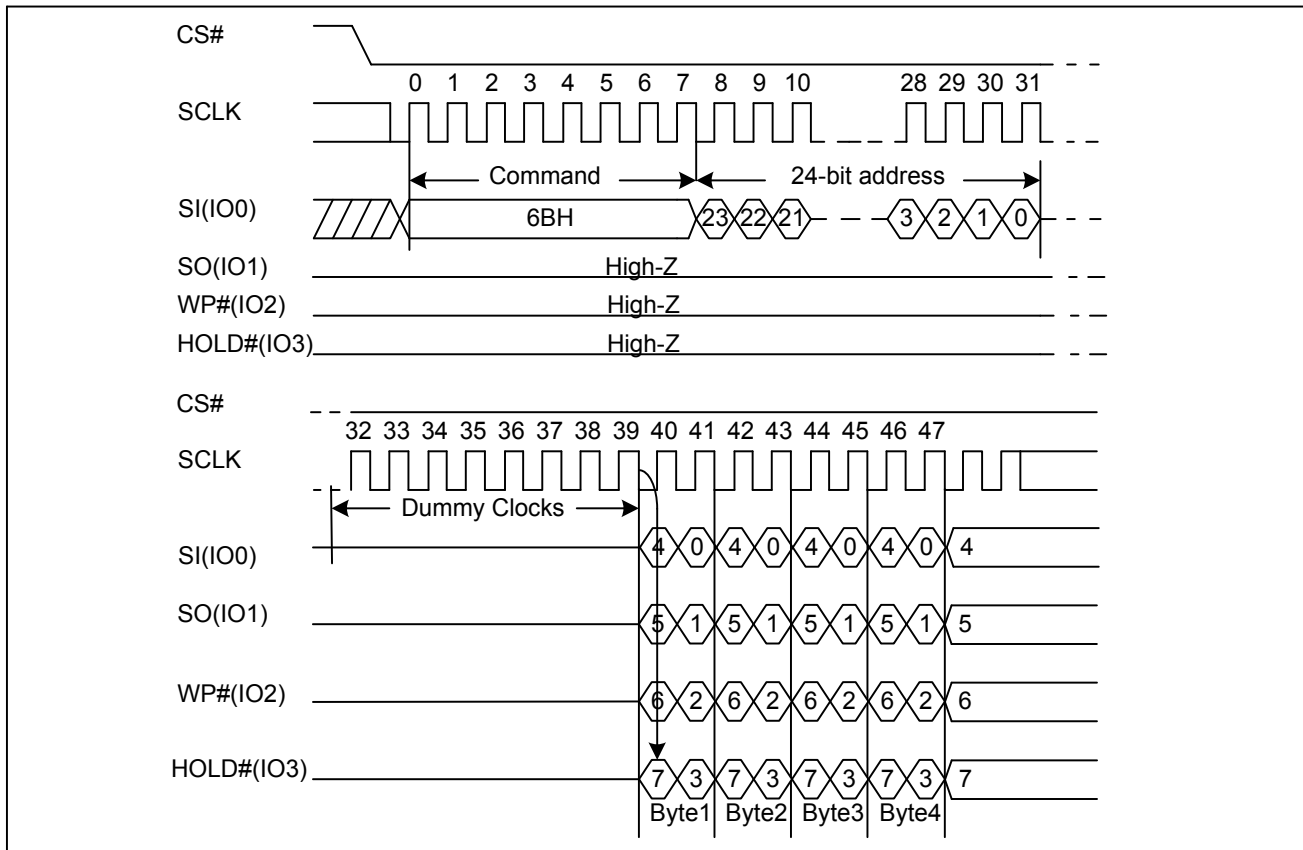 CS#
0 1 2 3 4 5 6 7 8 9 10 28 29 30 31
SCLK
Command 24-bit address
SI(IO0) 6BH 23 22 21 3 2 1 0
SO(IO1) High-Z
WP#(IO2) High-Z
HOLD#(IO3) High-Z
CS#
32 33 34 35 36 37 38 39 40 41 42 43 44 45 46 47
SCLK
Dummy Clocks
SI(IO0) 4 0 4 0 4 0 4 0 4
SO(IO1) 5 1 5 1 5 1 5 1 5
WP#(IO2) 6 2 6 2 6 2 6 2 6
HOLD#(IO3) 7 3 7 3 7 3 7 3 7
Byte1 Byte2 Byte3 Byte4